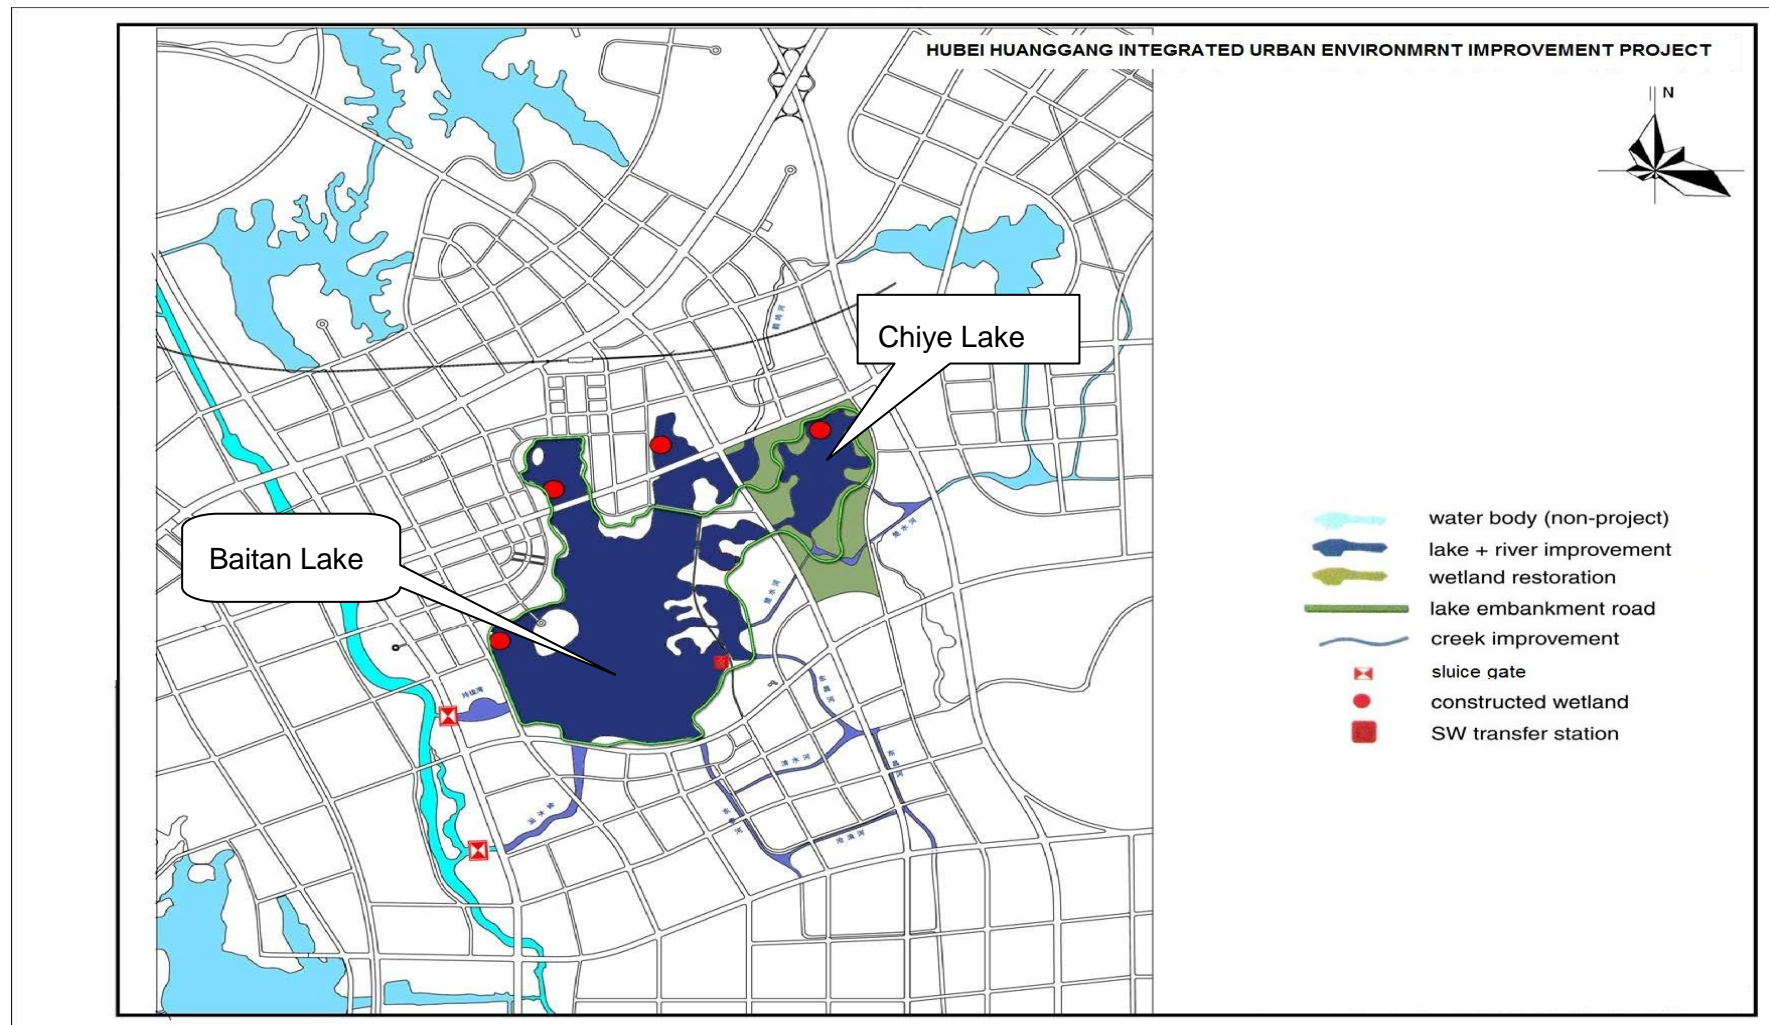 HUBEI HUANGGANG INTEGRATED URBAN ENVIRONMRNT IMPROVEMENT PROJECT
N
Chiye Lake
Baitan Lake
water body (non-project)
lake + river improvement
wetland restoration
lake embankment road
creek improvement
sluice gate
constructed wetland
SW transfer station